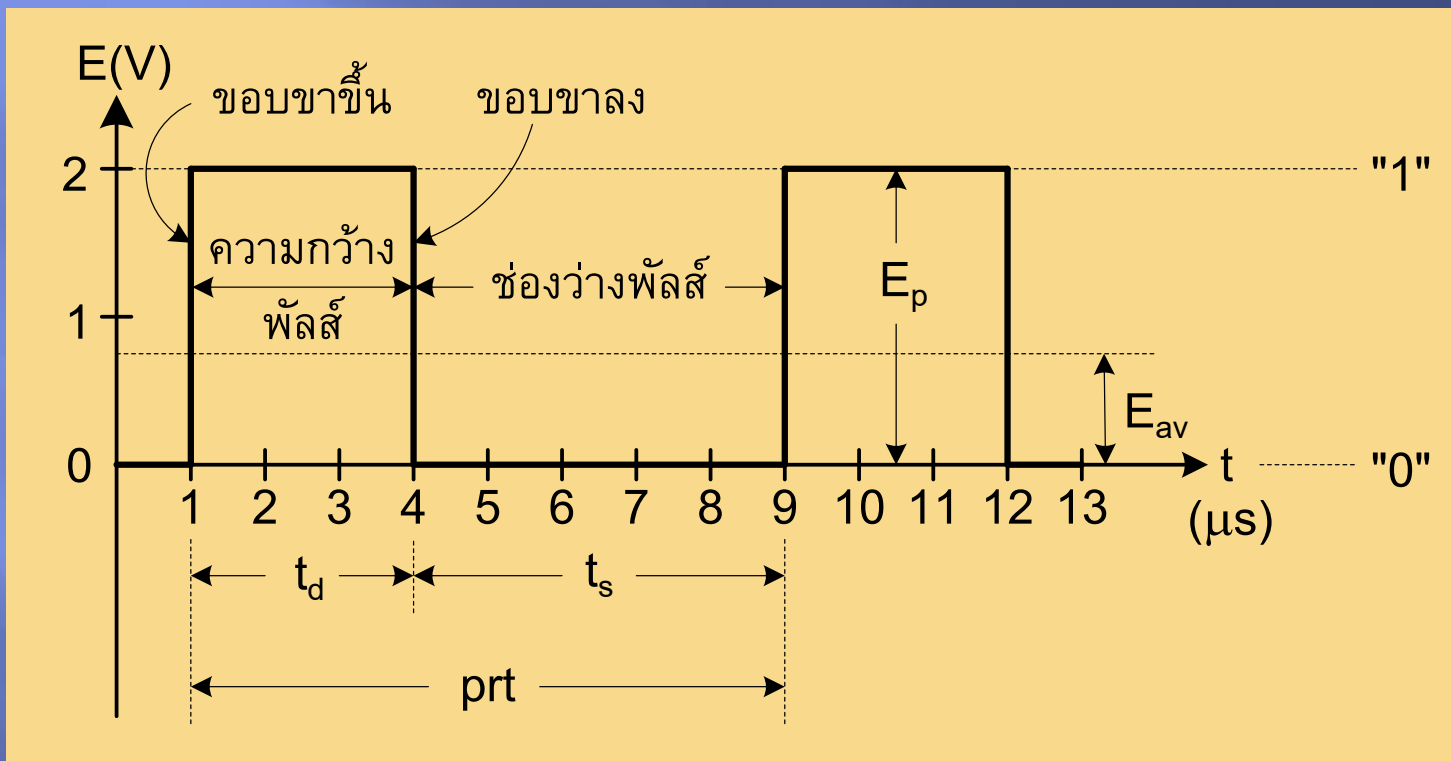 E(V)
ขอบขาขึ้น
ขอบขาลง
2
"1"
ความกว้าง
พัลส์
ช่องว่างพัลส์
Ep
1
Eav
0
t
"0"
1 2 3 4 5 6 7 8 9 10 11 12 13
(μs)
td
ts
prt